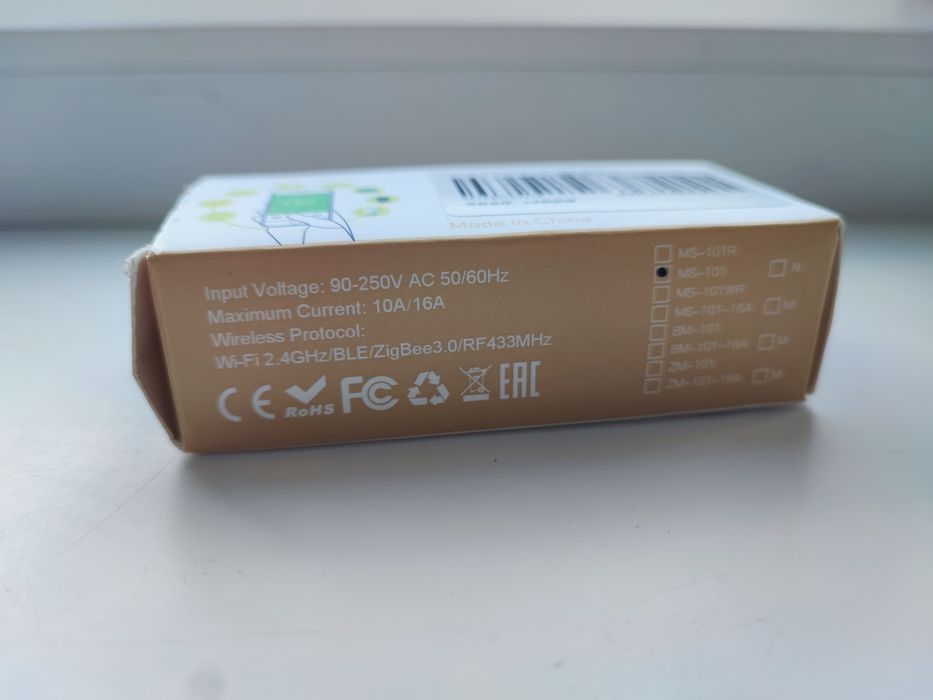 Made in China
Input Voltage: 90-250V AC 50/60Hz
Maximum Current: 10A/16A
Wireless Protocol:
Wi-Fi 2.4GHz/BLE/ZigBee3.0/RF433MHz
CE RoHS FC EAC
MS-101R
MS-101 N
MS-101WR
MS-101-16A M
BM-101
BM-101-16A M
ZM-101
ZM-101-16A M